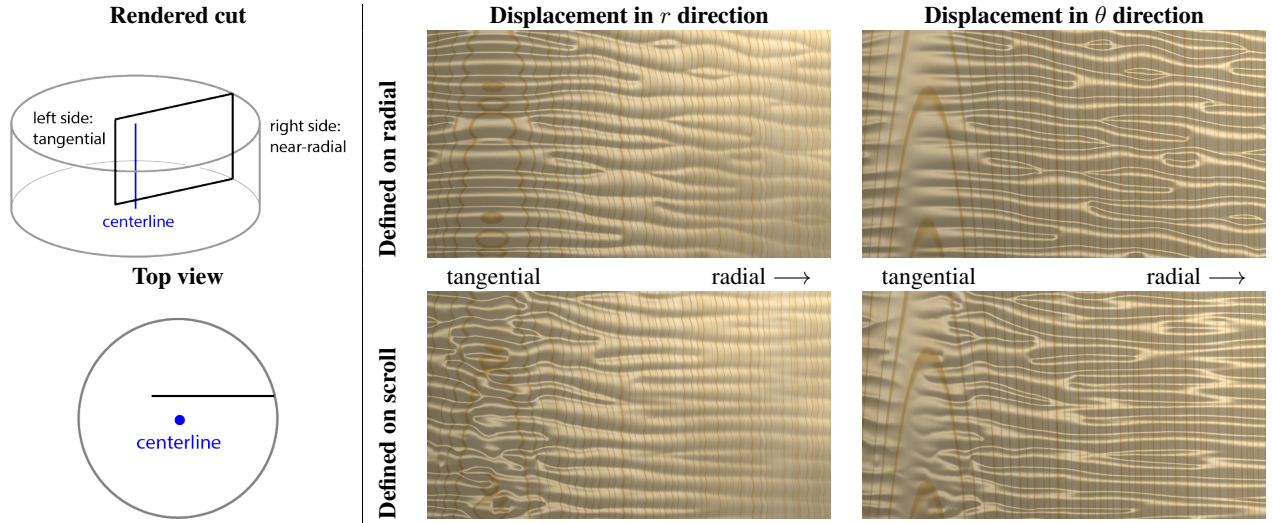 Rendered cut
left side:
tangential
right side:
near-radial
centerline
Top view
centerline
Displacement in r direction
Displacement in θ direction
Defined on radial
tangential radial ⟶
tangential radial ⟶
Defined on scroll